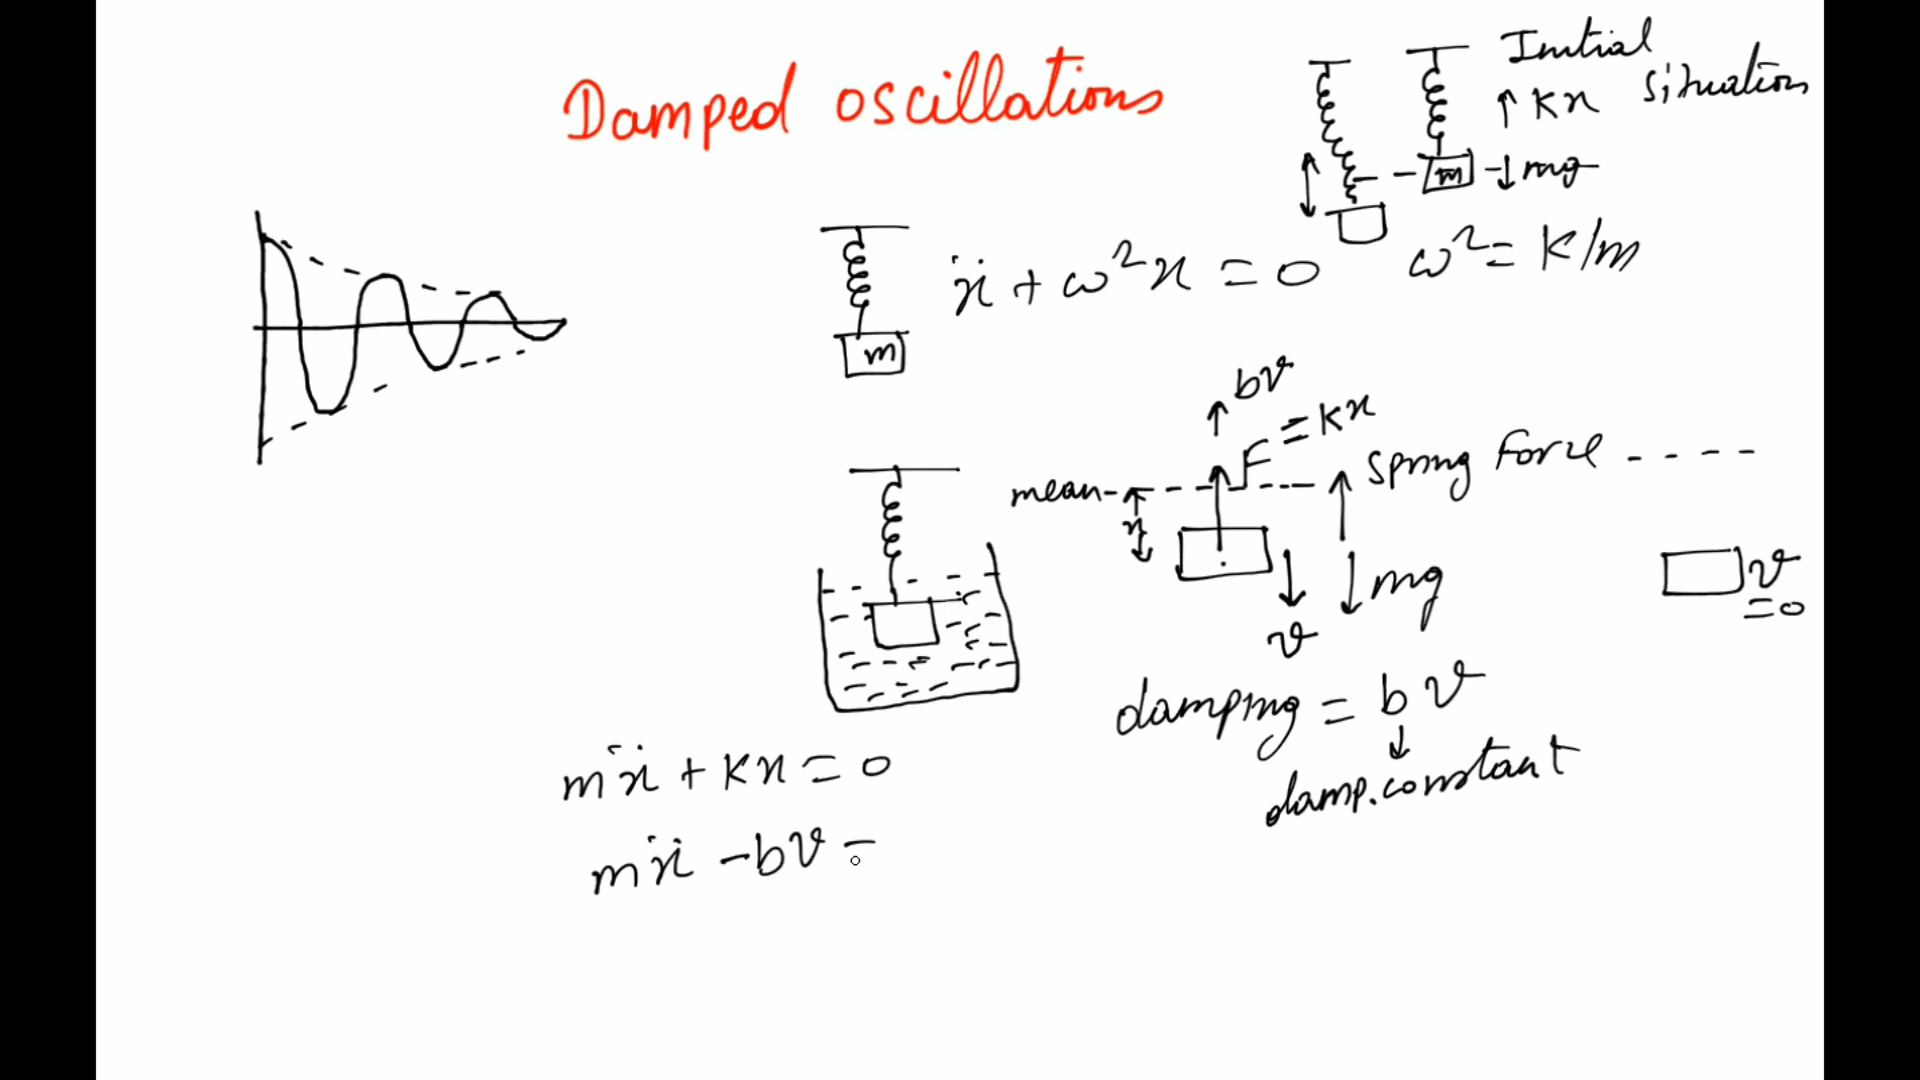 Damped oscillations
Initial
situation
↑ Kx
m
↓ mg
m
ẍ + ω²x = 0
ω² = K/m
bv
F = Kx
Spring Force
mean
x
v
mg
v
= 0
damping = bv
damp. constant
mẍ + Kx = 0
mẍ - bv -